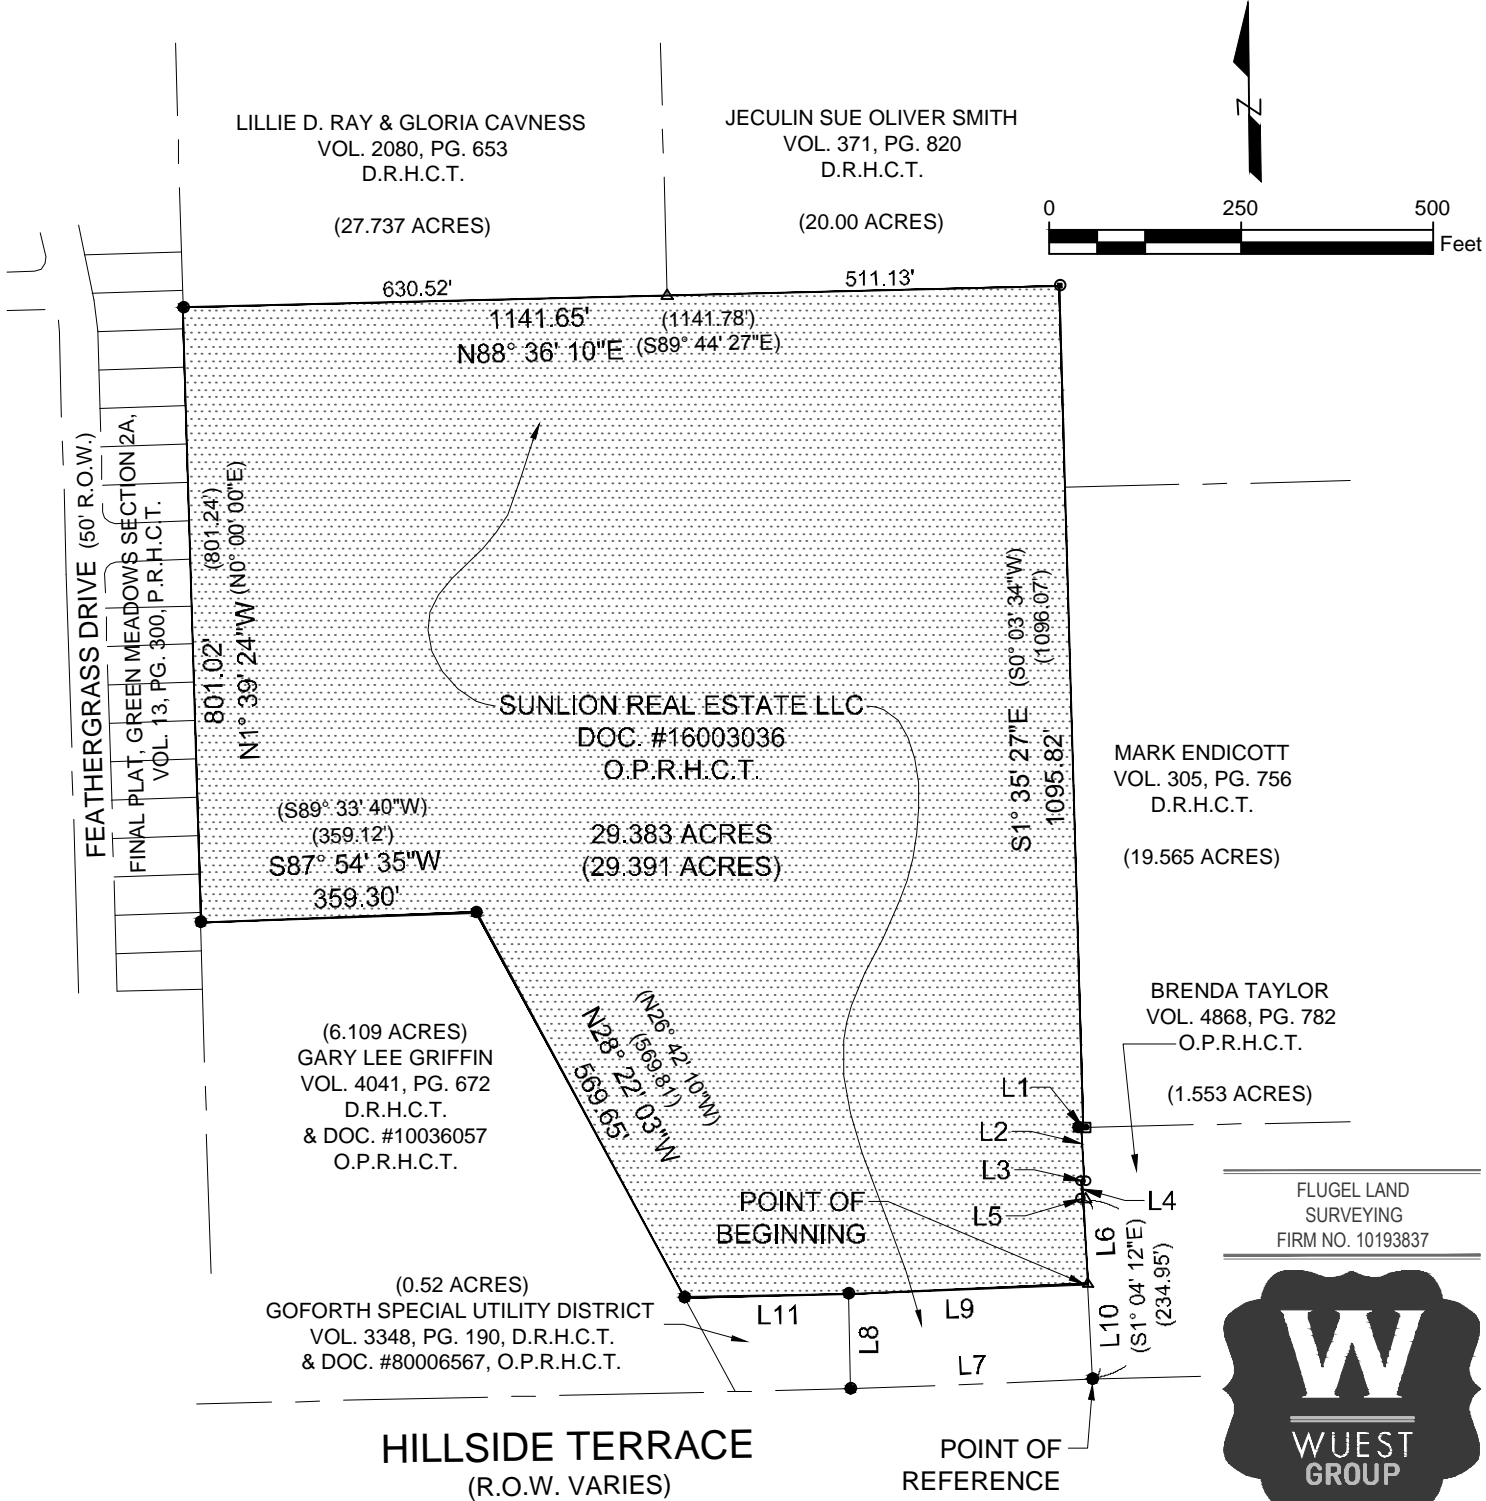 LILLIE D. RAY & GLORIA CAVNESS
VOL. 2080, PG. 653
D.R.H.C.T.
(27.737 ACRES)
JECULIN SUE OLIVER SMITH
VOL. 371, PG. 820
D.R.H.C.T.
(20.00 ACRES)
Z
0 250 500
Feet
630.52'
511.13'
1141.65'
(1141.78')
N88° 36' 10"E
(S89° 44' 27"E)
FEATHERGRASS DRIVE (50' R.O.W.)
FINAL PLAT, GREEN MEADOWS SECTION 2A,
VOL. 13, PG. 300, P.R.H.C.T.
801.02'
(801.24')
N1° 39' 24"W
(N0° 00' 00"E)
SUNLION REAL ESTATE LLC
DOC. #16003036
O.P.R.H.C.T.
29.383 ACRES
(29.391 ACRES)
(S0° 03' 34"W)
(1096.07')
S1° 35' 27"E
1095.82'
MARK ENDICOTT
VOL. 305, PG. 756
D.R.H.C.T.
(19.565 ACRES)
(S89° 33' 40"W)
(359.12')
S87° 54' 35"W
359.30'
(N26° 42' 10"W)
(569.81')
N28° 22' 03"W
569.65'
(6.109 ACRES)
GARY LEE GRIFFIN
VOL. 4041, PG. 672
D.R.H.C.T.
& DOC. #10036057
O.P.R.H.C.T.
BRENDA TAYLOR
VOL. 4868, PG. 782
O.P.R.H.C.T.
(1.553 ACRES)
L1
L2
L3
L4
L5
L6
(S1° 04' 12"E)
(234.95')
L10
POINT OF
BEGINNING
(0.52 ACRES)
GOFORTH SPECIAL UTILITY DISTRICT
VOL. 3348, PG. 190, D.R.H.C.T.
& DOC. #80006567, O.P.R.H.C.T.
L11
L9
L8
L7
HILLSIDE TERRACE
(R.O.W. VARIES)
POINT OF
REFERENCE
FLUGEL LAND
SURVEYING
FIRM NO. 10193837
W
WUEST
GROUP